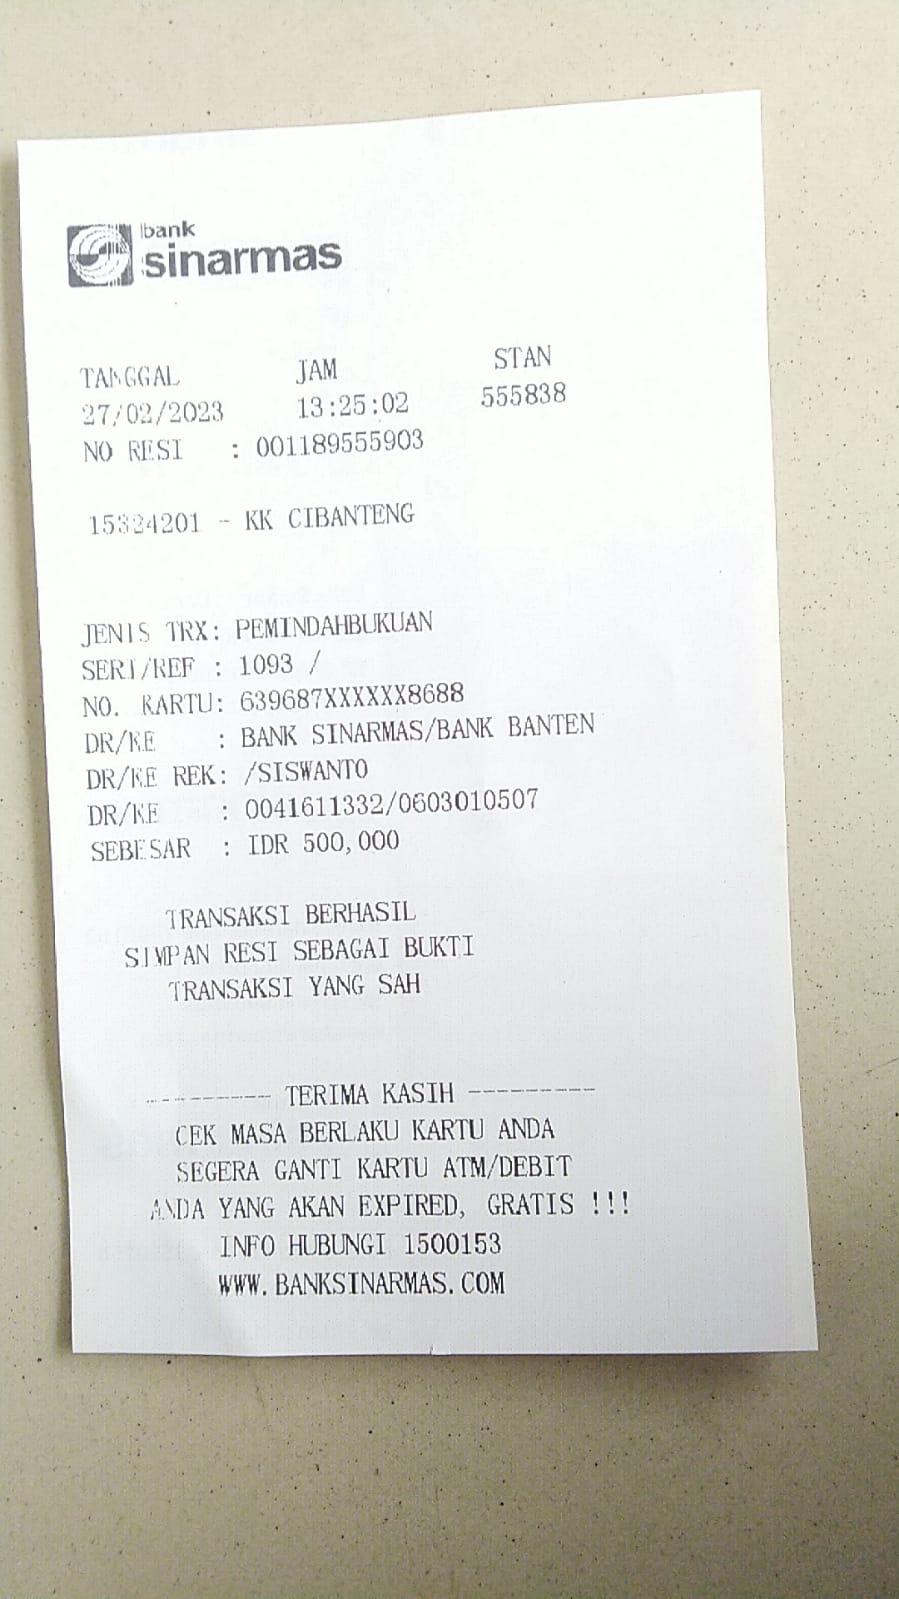 bank
sinarmas
TANGGAL JAM STAN
27/02/2023 13:25:02 555838
NO RESI : 001189555903
15324201 - KK CIBANTENG
JENIS TRX: PEMINDAHBUKUAN
SERI/REF : 1093 /
NO. KARTU: 639687XXXXXX8688
DR/KE : BANK SINARMAS/BANK BANTEN
DR/KE REK: /SISWANTO
DR/KE : 0041611332/0603010507
SEBESAR : IDR 500,000
TRANSAKSI BERHASIL
SIMPAN RESI SEBAGAI BUKTI
TRANSAKSI YANG SAH
--------- TERIMA KASIH ---------
CEK MASA BERLAKU KARTU ANDA
SEGERA GANTI KARTU ATM/DEBIT
ANDA YANG AKAN EXPIRED, GRATIS !!!
INFO HUBUNGI 1500153
WWW.BANKSINARMAS.COM